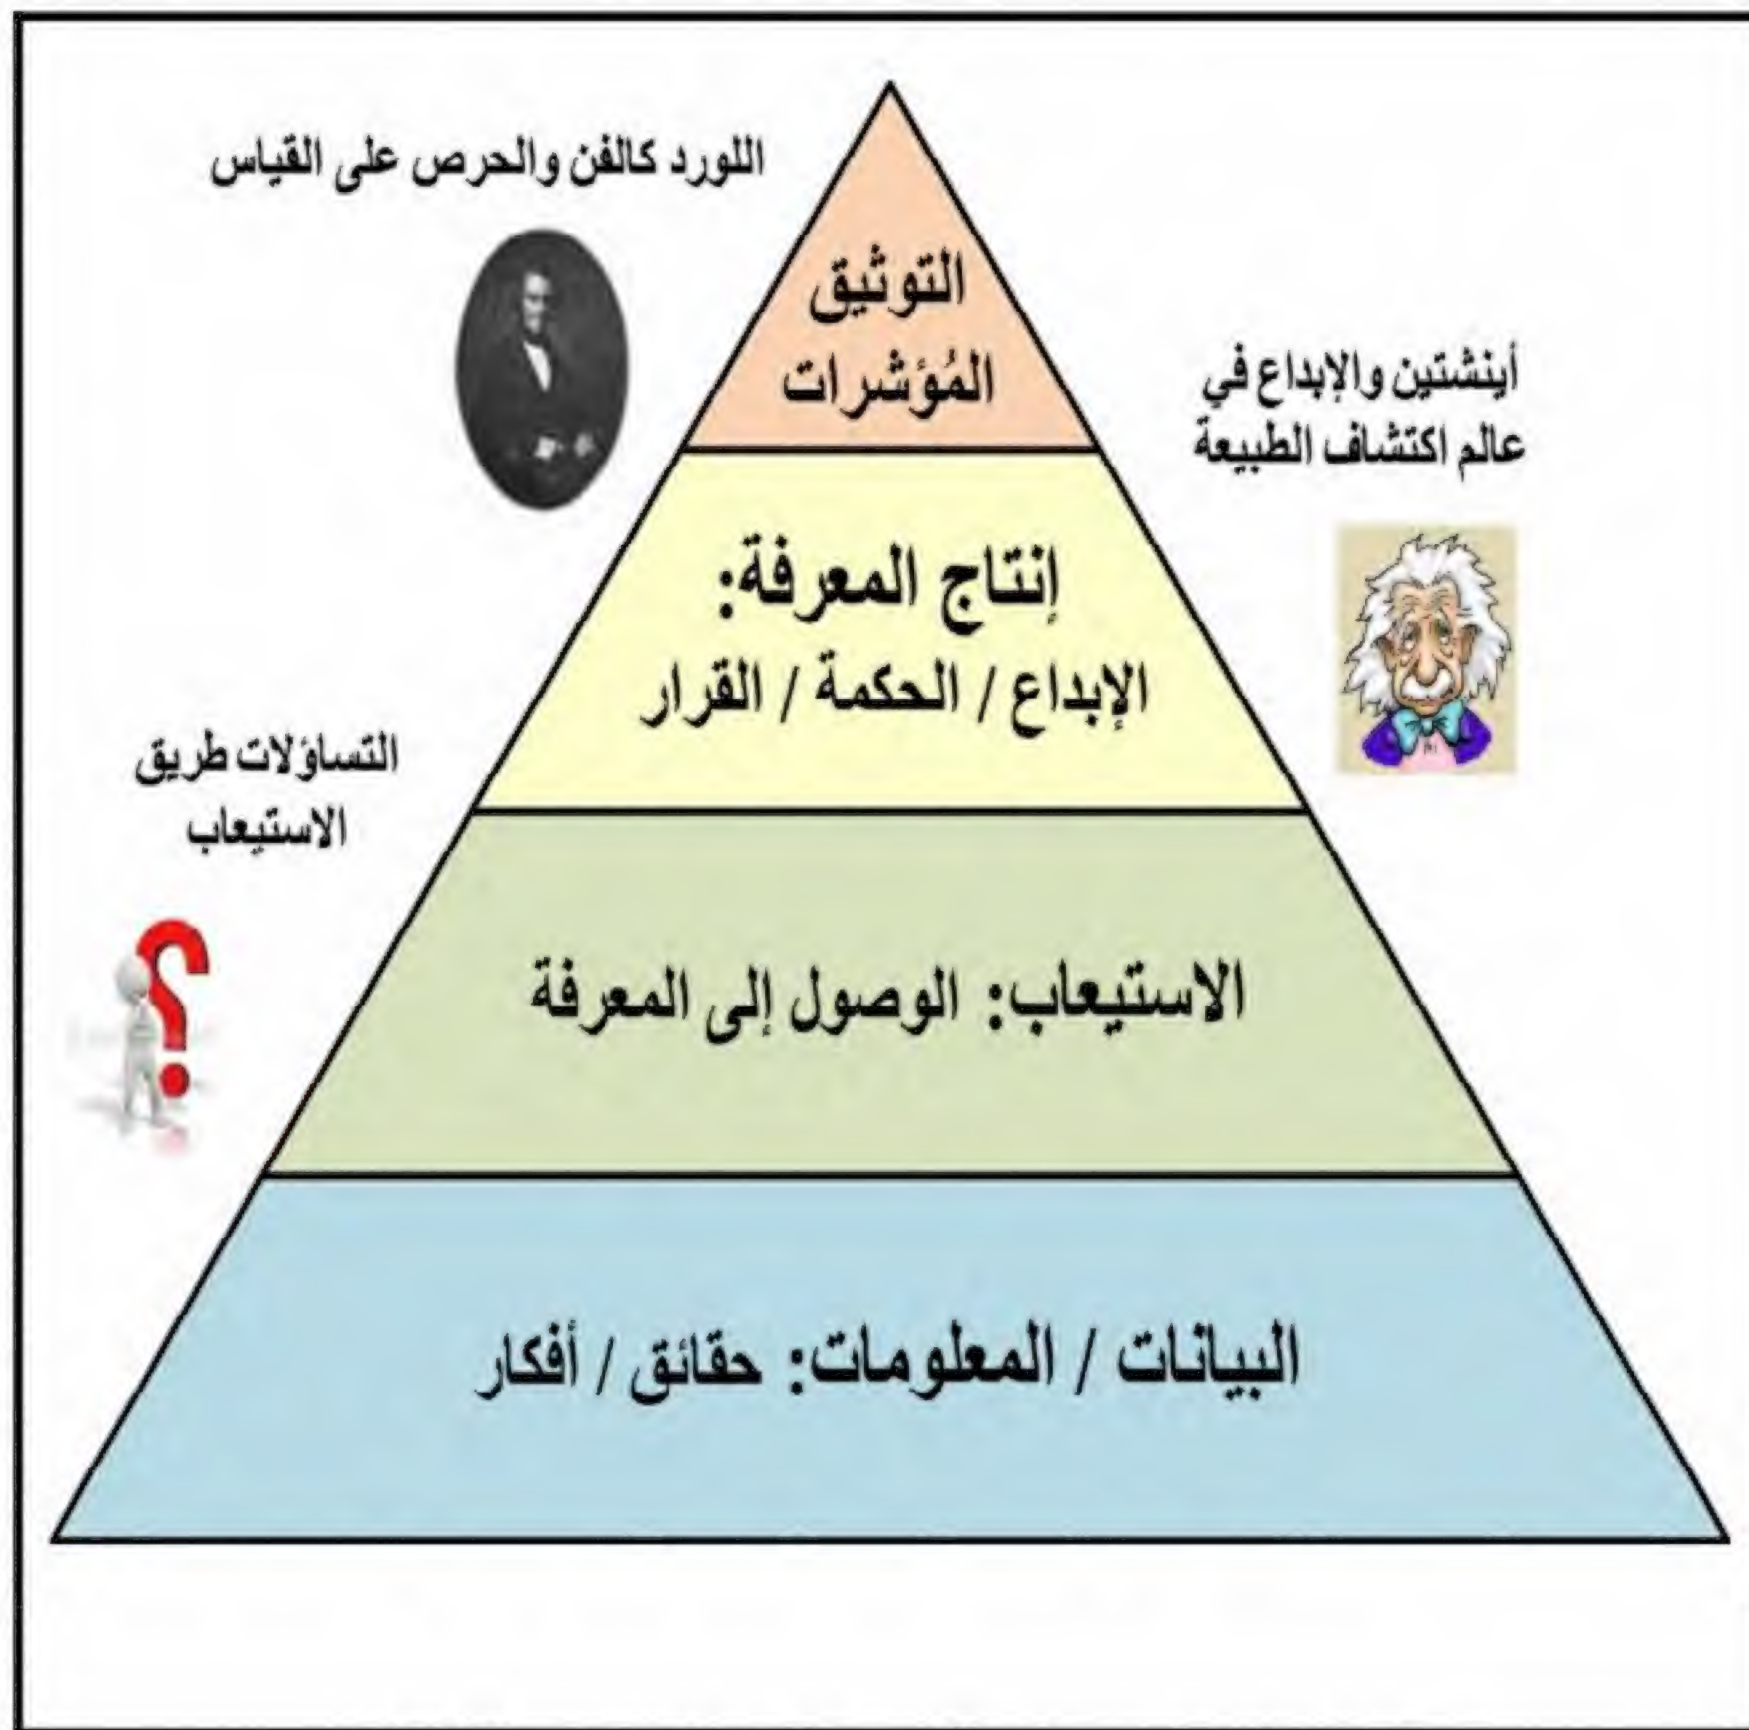 اللورد كالفن والحرص على القياس
التوثيق
المُؤشرات
أينشتين والإبداع في
عالم اكتشاف الطبيعة
إنتاج المعرفة:
الإبداع / الحكمة / القرار
التساؤلات طريق
الاستيعاب
الاستيعاب: الوصول إلى المعرفة
البيانات / المعلومات: حقائق / أفكار